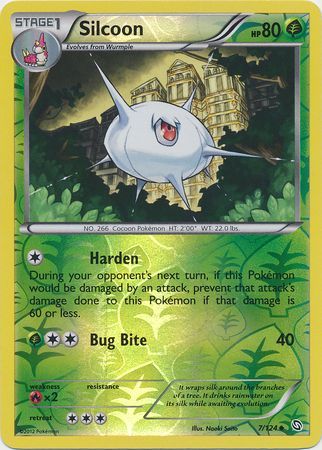 STAGE1
Silcoon
HP80
Evolves from Wurmple
NO. 266 Cocoon Pokémon HT: 2'00" WT: 22.0 lbs.
Harden
During your opponent's next turn, if this Pokémon
would be damaged by an attack, prevent that attack's
damage done to this Pokémon if that damage is
60 or less.
Bug Bite 40
weakness
resistance
×2
retreat
It wraps silk around the branches
of a tree. It drinks rainwater on
its silk while awaiting evolution.
©2012 Pokémon
Illus. Naoki Saito
7/124